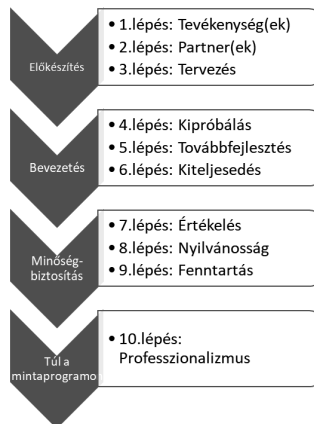 Előkészítés
• 1.lépés: Tevékenység(ek)
• 2.lépés: Partner(ek)
• 3.lépés: Tervezés
Bevezetés
• 4.lépés: Kipróbálás
• 5.lépés: Továbbfejlesztés
• 6.lépés: Kiteljesedés
Minőség-
biztosítás
• 7.lépés: Értékelés
• 8.lépés: Nyilvánosság
• 9.lépés: Fenntartás
Túl a
mintaprogramo
• 10.lépés:
Professzionalizmus